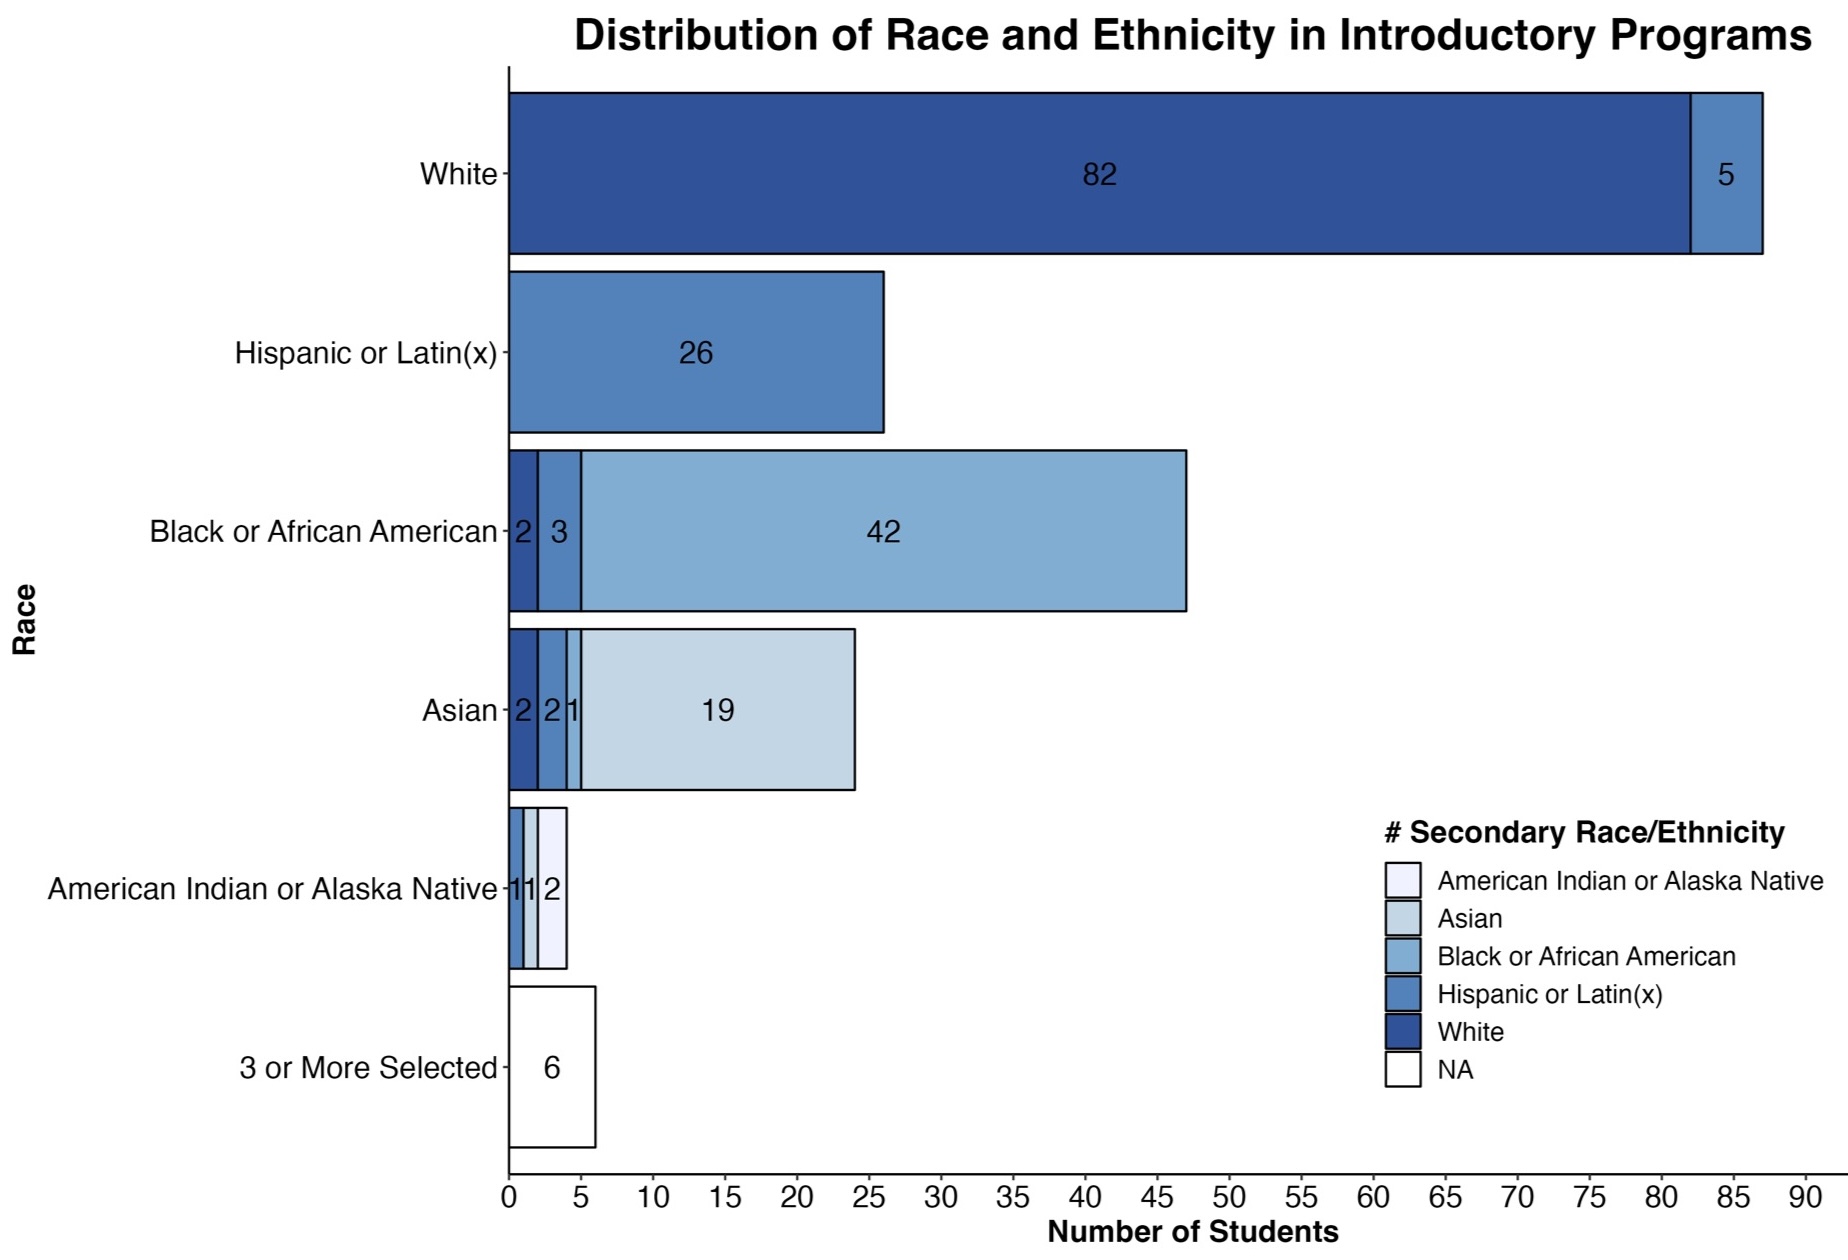 Distribution of Race and Ethnicity in Introductory Programs
White
82
5
Hispanic or Latin(x)
26
Black or African American
2
3
42
Race
Asian
2
2
1
19
American Indian or Alaska Native
1
1
2
3 or More Selected
6
# Secondary Race/Ethnicity
American Indian or Alaska Native
Asian
Black or African American
Hispanic or Latin(x)
White
NA
0 5 10 15 20 25 30 35 40 45 50 55 60 65 70 75 80 85 90
Number of Students